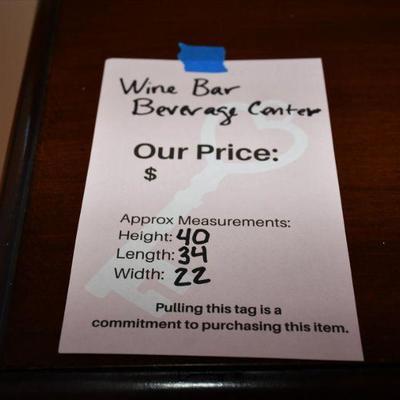 Wine Bar
Beverage Center
Our Price:
$
Approx Measurements:
Height: 40
Length: 34
Width: 22
Pulling this tag is a
commitment to purchasing this item.